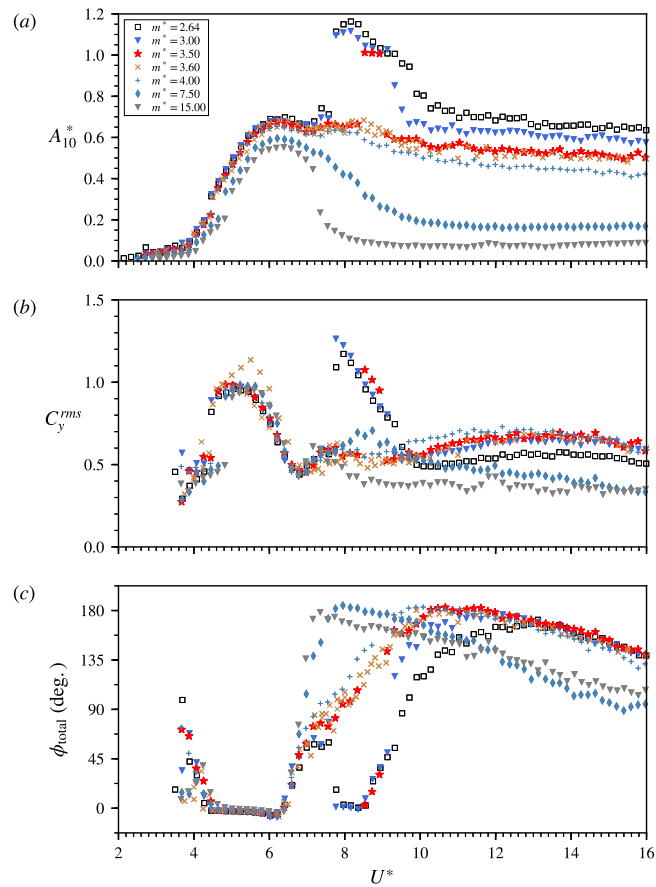 (a)
1.2
1.0
0.8
0.6
0.4
0.2
0.0
A*10
m* = 2.64
m* = 3.00
m* = 3.50
m* = 3.60
m* = 4.00
m* = 7.50
m* = 15.00
(b)
1.5
1.0
0.5
0.0
C_y^rms
(c)
180
135
90
45
0
ϕtotal (deg.)
2 4 6 8 10 12 14 16
U*